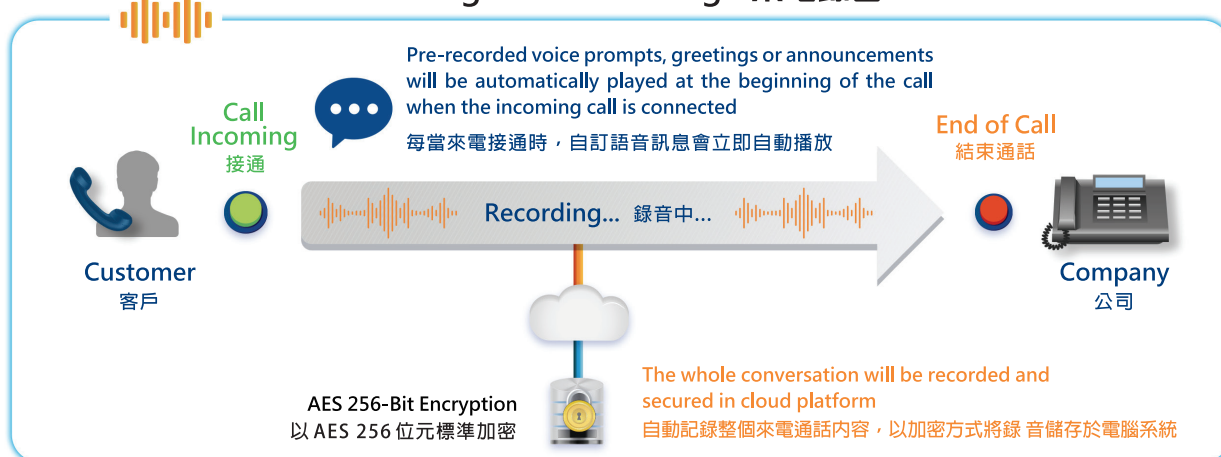 Pre-recorded voice prompts, greetings or announcements
will be automatically played at the beginning of the call
when the incoming call is connected
每當來電接通時，自訂語音訊息會立即自動播放
Call
Incoming
接通
End of Call
結束通話
Recording... 錄音中...
Customer
客戶
Company
公司
AES 256-Bit Encryption
以 AES 256 位元標準加密
The whole conversation will be recorded and
secured in cloud platform
自動記錄整個來電通話內容，以加密方式將錄 音儲存於電腦系統